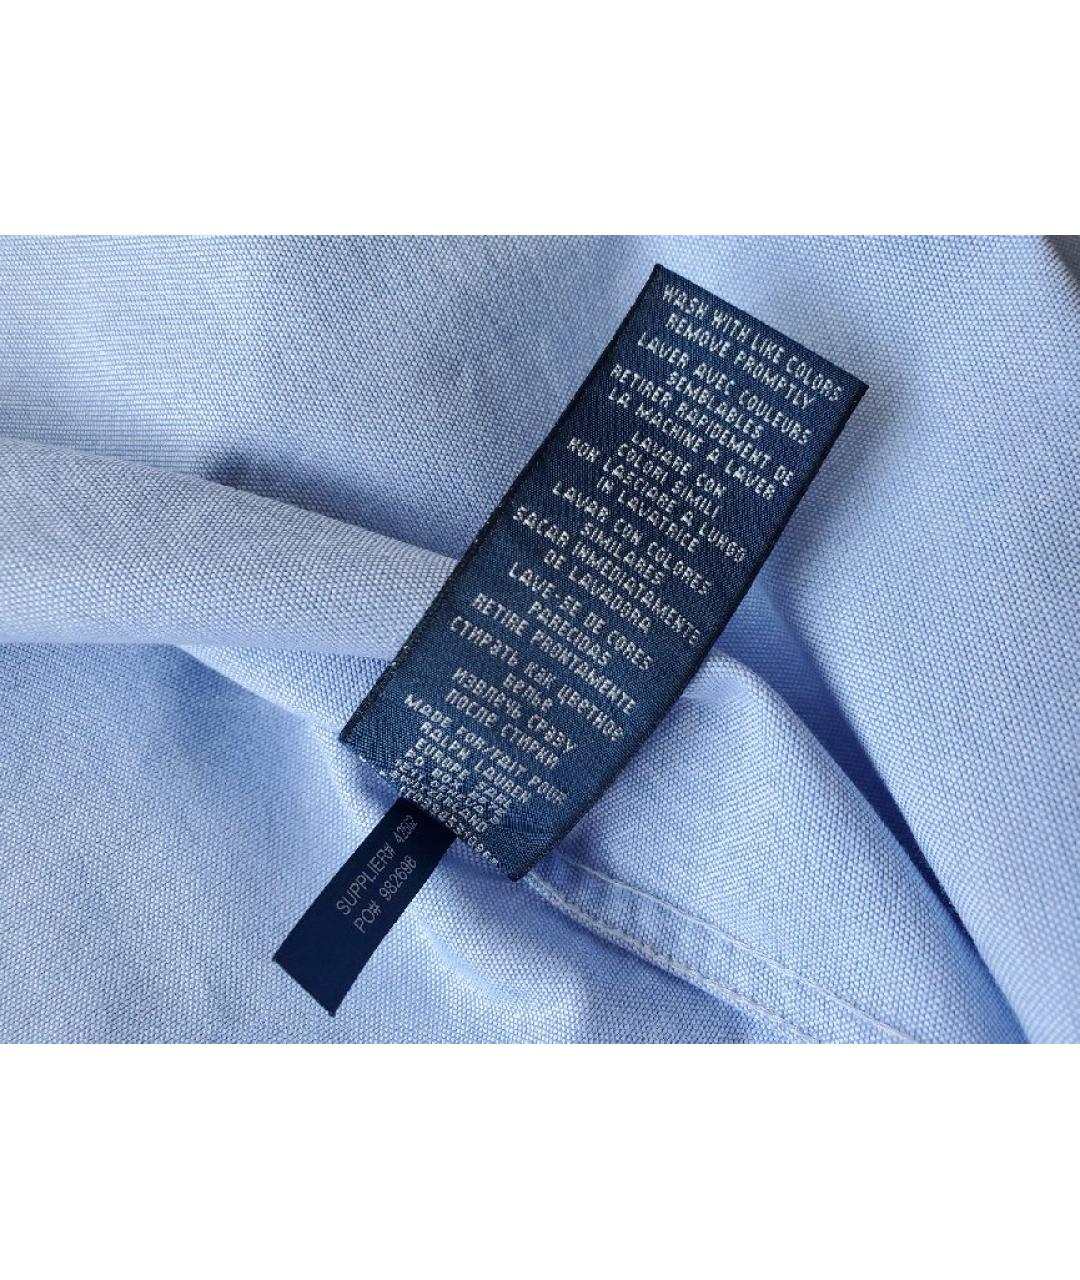 WASH WITH LIKE COLORS
REMOVE PROMPTLY
LAVER AVEC COULEURS
SEMBLABLES
RETIRER RAPIDEMENT DE
LA MACHINE A LAVER
LAVARE CON
COLORI SIMILI
NON LASCIARE A LUNGO
IN LAVATRICE
LAVAR CON COLORES
SIMILARES
SACAR INMEDIATAMENTE
DE LAVADORA
LAVE-SE DE CORES
PARECIDAS
RETIRE PRONTAMENTE
СТИРАТЬ КАК ЦВЕТНОЕ
БЕЛЬЕ
ИЗВЛЕЧЬ СРАЗУ
ПОСЛЕ СТИРКИ
MADE FOR/FAIT POUR
RALPH LAUREN
EUROPE SARL
SUPPLIER# 42502
PO# 982698